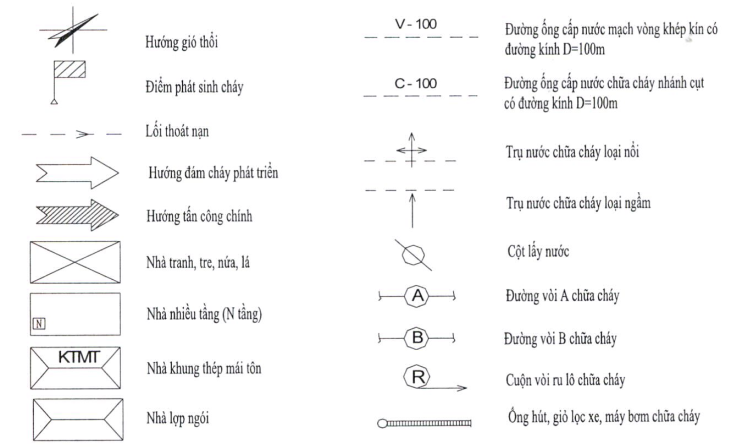 Hướng gió thổi
Điểm phát sinh cháy
Lối thoát nạn
Hướng đám cháy phát triển
Hướng tấn công chính
Nhà tranh, tre, nứa, lá
N
Nhà nhiều tầng (N tầng)
KTMT
Nhà khung thép mái tôn
Nhà lợp ngói
V - 100
Đường ống cấp nước mạch vòng khép kín có
đường kính D=100m
C - 100
Đường ống cấp nước chữa cháy nhánh cụt
có đường kính D=100m
Trụ nước chữa cháy loại nổi
Trụ nước chữa cháy loại ngầm
Cột lấy nước
A
Đường vòi A chữa cháy
B
Đường vòi B chữa cháy
R
Cuộn vòi ru lô chữa cháy
Ống hút, giỏ lọc xe, máy bơm chữa cháy